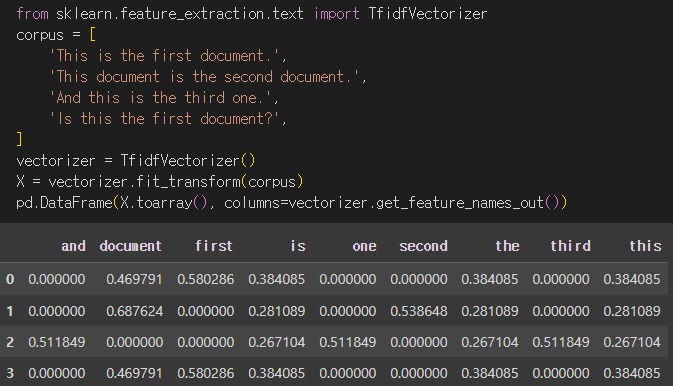 from sklearn.feature_extraction.text import TfidfVectorizer
corpus = [
    'This is the first document.',
    'This document is the second document.',
    'And this is the third one.',
    'Is this the first document?',
]
vectorizer = TfidfVectorizer()
X = vectorizer.fit_transform(corpus)
pd.DataFrame(X.toarray(), columns=vectorizer.get_feature_names_out())
and document first is one second the third this
0 0.000000 0.469791 0.580286 0.384085 0.000000 0.000000 0.384085 0.000000 0.384085
1 0.000000 0.687624 0.000000 0.281089 0.000000 0.538648 0.281089 0.000000 0.281089
2 0.511849 0.000000 0.000000 0.267104 0.511849 0.000000 0.267104 0.511849 0.267104
3 0.000000 0.469791 0.580286 0.384085 0.000000 0.000000 0.384085 0.000000 0.384085